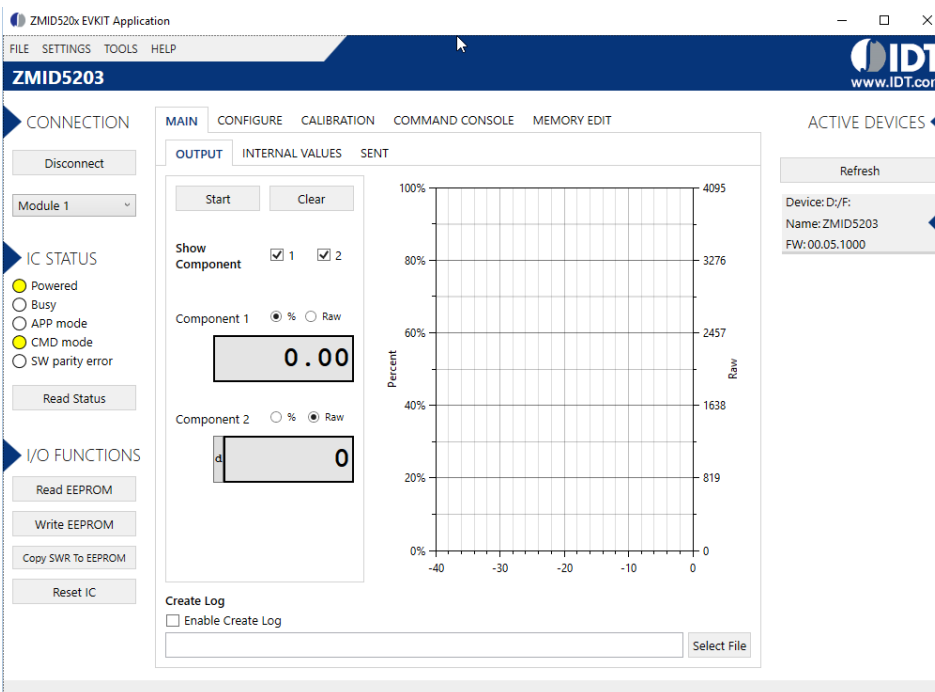 ZMID520x EVKIT Application
FILE SETTINGS TOOLS HELP
IDT
www.IDT.com
ZMID5203
CONNECTION
Disconnect
Module 1
IC STATUS
Powered
Busy
APP mode
CMD mode
SW parity error
Read Status
I/O FUNCTIONS
Read EEPROM
Write EEPROM
Copy SWR To EEPROM
Reset IC
MAIN CONFIGURE CALIBRATION COMMAND CONSOLE MEMORY EDIT
OUTPUT INTERNAL VALUES SENT
Start Clear
Show
Component
1 2
Component 1 % Raw
0.00
Component 2 % Raw
d 0
100% 4095
80% 3276
60% 2457
40% 1638
20% 819
0% 0
Percent
Raw
-40 -30 -20 -10 0
Create Log
Enable Create Log
Select File
ACTIVE DEVICES
Refresh
Device: D:/F:
Name: ZMID5203
FW: 00.05.1000